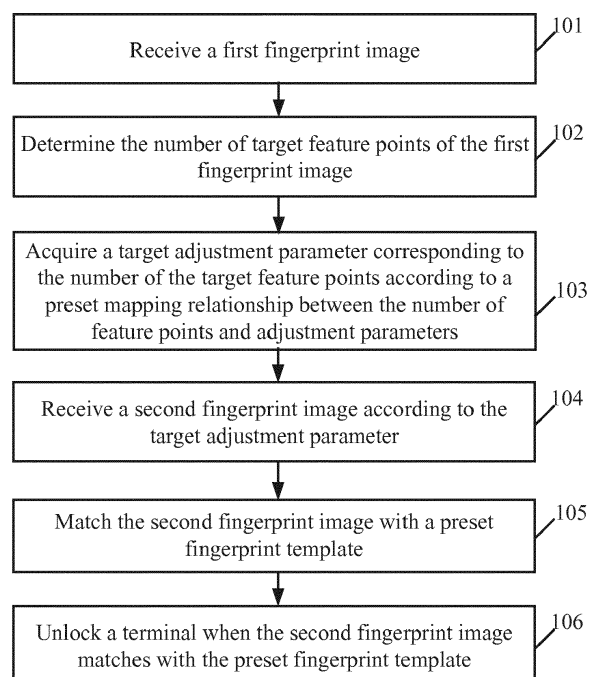 101
Receive a first fingerprint image
102
Determine the number of target feature points of the first
fingerprint image
Acquire a target adjustment parameter corresponding to
the number of the target feature points according to a
preset mapping relationship between the number of
feature points and adjustment parameters
103
104
Receive a second fingerprint image according to the
target adjustment parameter
105
Match the second fingerprint image with a preset
fingerprint template
106
Unlock a terminal when the second fingerprint image
matches with the preset fingerprint template